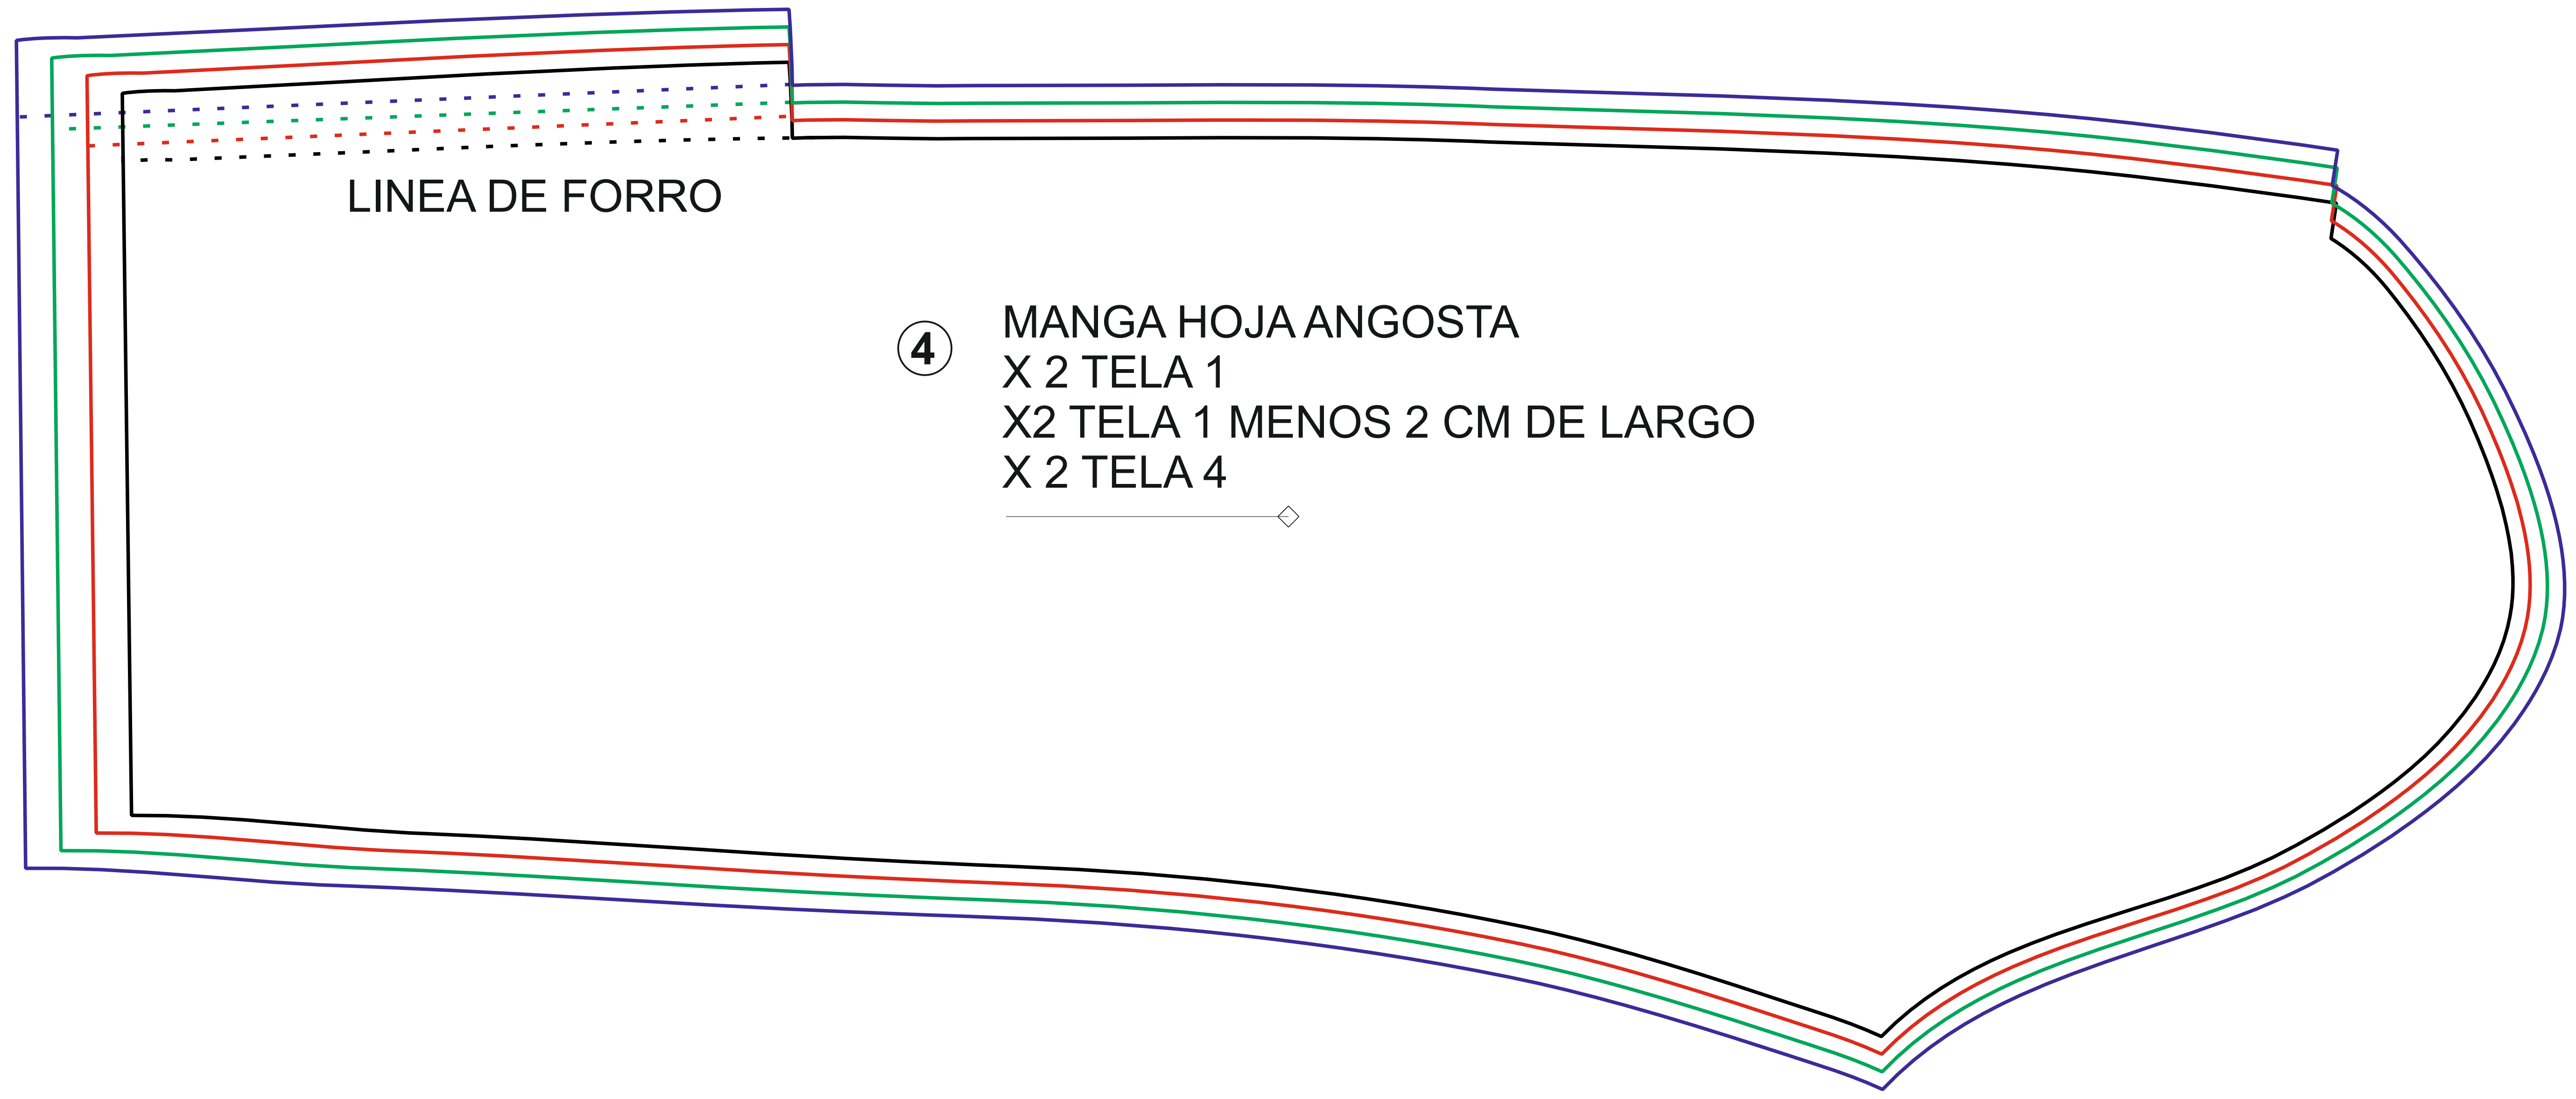 LINEA DE FORRO
4
MANGA HOJA ANGOSTA
X 2 TELA 1
X2 TELA 1 MENOS 2 CM DE LARGO
X 2 TELA 4